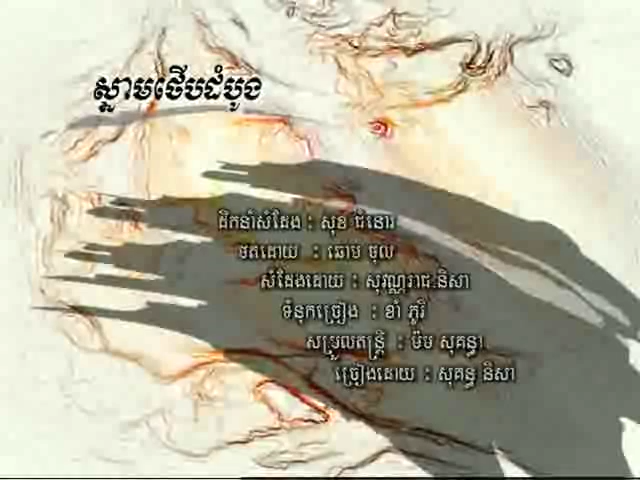 ស្នាមថើបដំបូង
ដឹកនាំសំដែង : សុខ ជំនោរ
ថតដោយ : ឆោម ចុល
សំដែងដោយ : សុវណ្ណរាជ-និសា
ទំនុកច្រៀង : ខាំ ភូរី
សម្រួលតន្ត្រី : ម៉ម សុគន្ធា
ច្រៀងដោយ : សុគន្ធ និសា